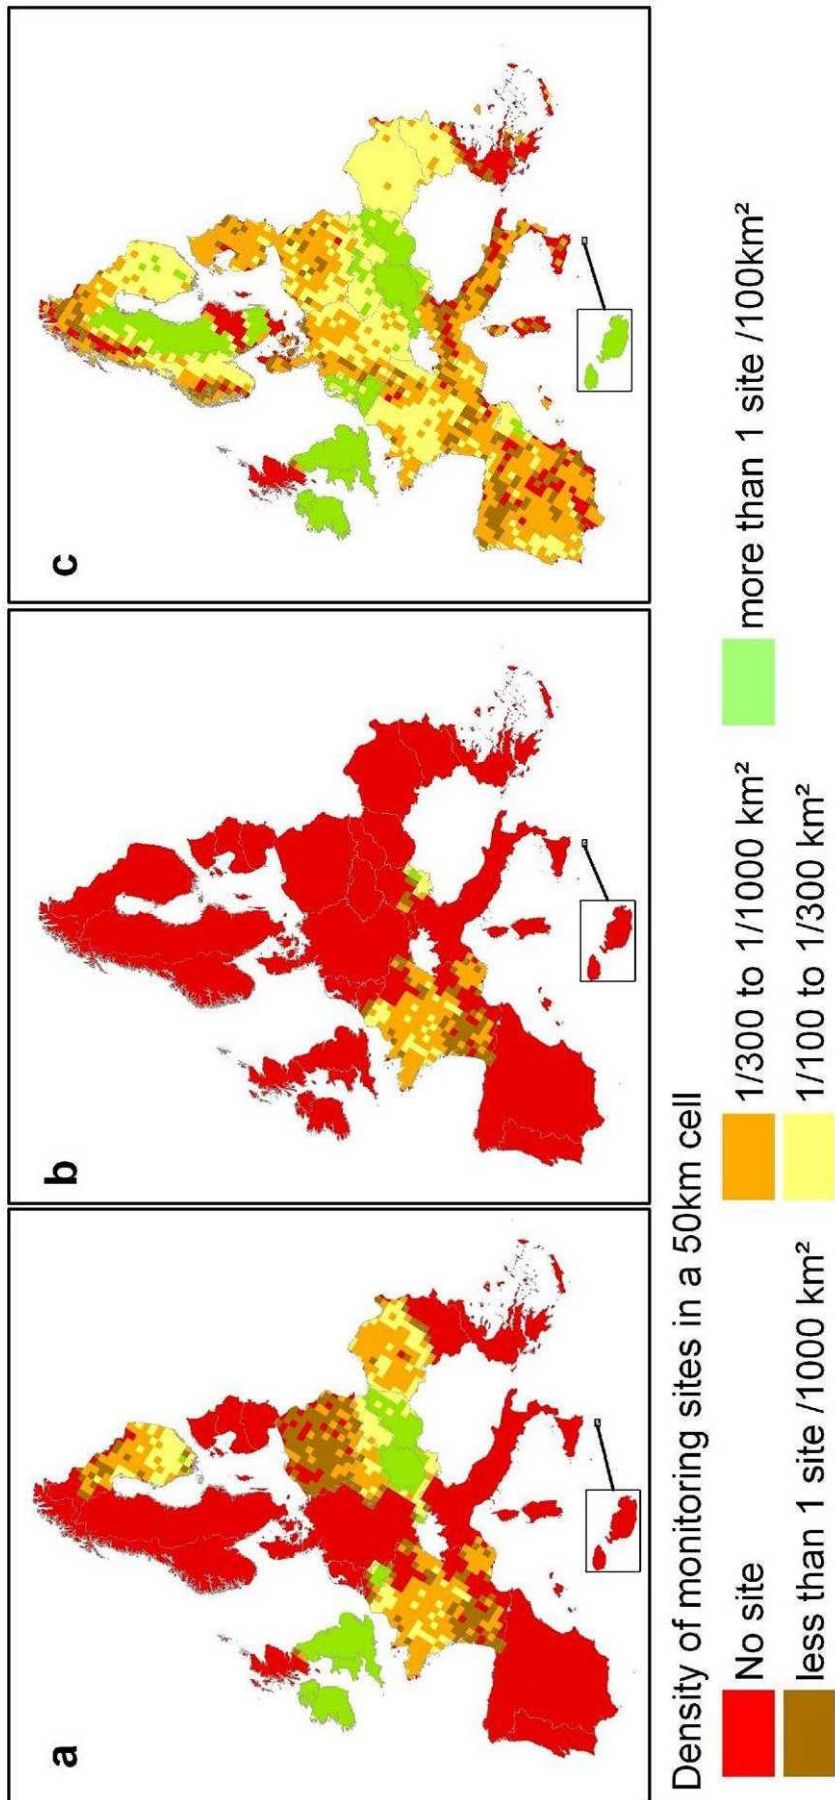 a
b
c
Density of monitoring sites in a 50km cell
No site
1/300 to 1/1000 km²
more than 1 site /100km²
less than 1 site /1000 km²
1/100 to 1/300 km²